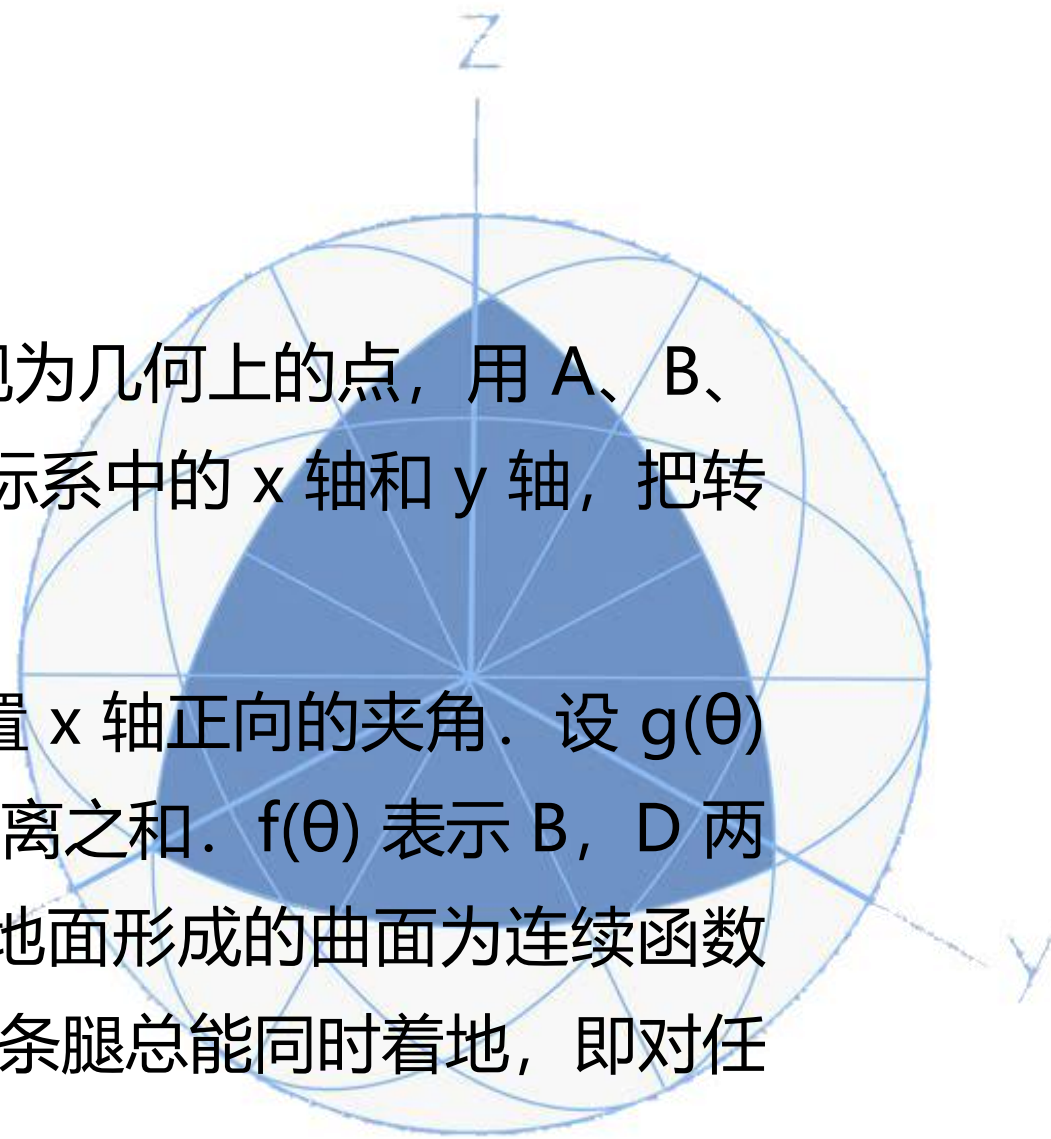 Z
为几何上的点，用 A、B、
标系中的 x 轴和 y 轴，把转
置 x 轴正向的夹角．设 g(θ)
离之和．f(θ) 表示 B，D 两
地面形成的曲面为连续函数
y
条腿总能同时着地，即对任